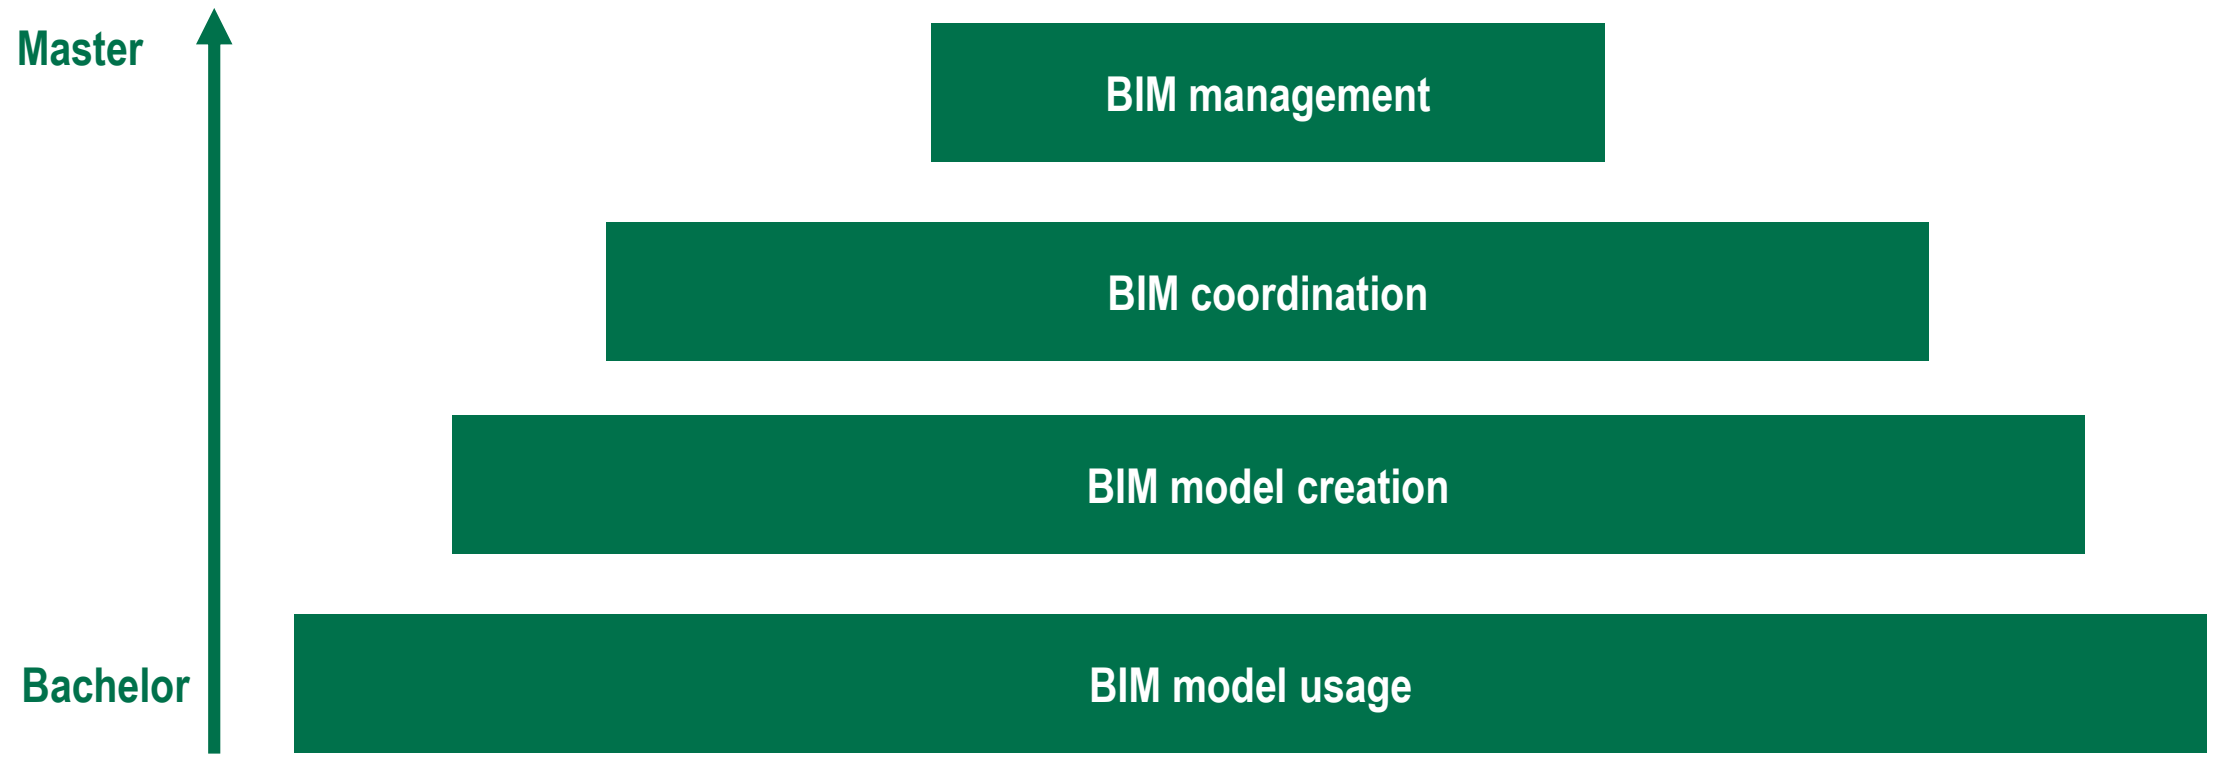 Master
BIM management
BIM coordination
BIM model creation
Bachelor
BIM model usage